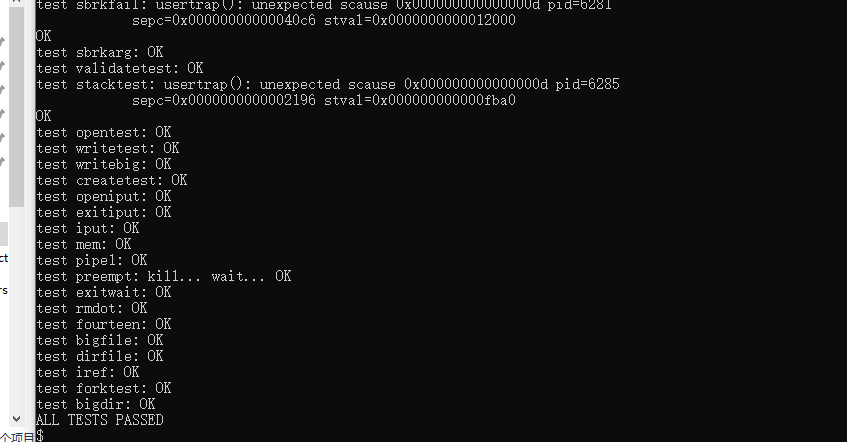 test sbrkfail: usertrap(): unexpected scause 0x000000000000000d pid=6281
sepc=0x00000000000040c6 stval=0x0000000000012000
OK
test sbrkarg: OK
test validatetest: OK
test stacktest: usertrap(): unexpected scause 0x000000000000000d pid=6285
sepc=0x0000000000002196 stval=0x000000000000fba0
OK
test opentest: OK
test writetest: OK
test writebig: OK
test createtest: OK
test openiput: OK
test exitiput: OK
test iput: OK
test mem: OK
test pipe1: OK
test preempt: kill... wait... OK
test exitwait: OK
test rmdot: OK
test fourteen: OK
test bigfile: OK
test dirfile: OK
test iref: OK
test forktest: OK
test bigdir: OK
ALL TESTS PASSED
$
ct
rs
个项目